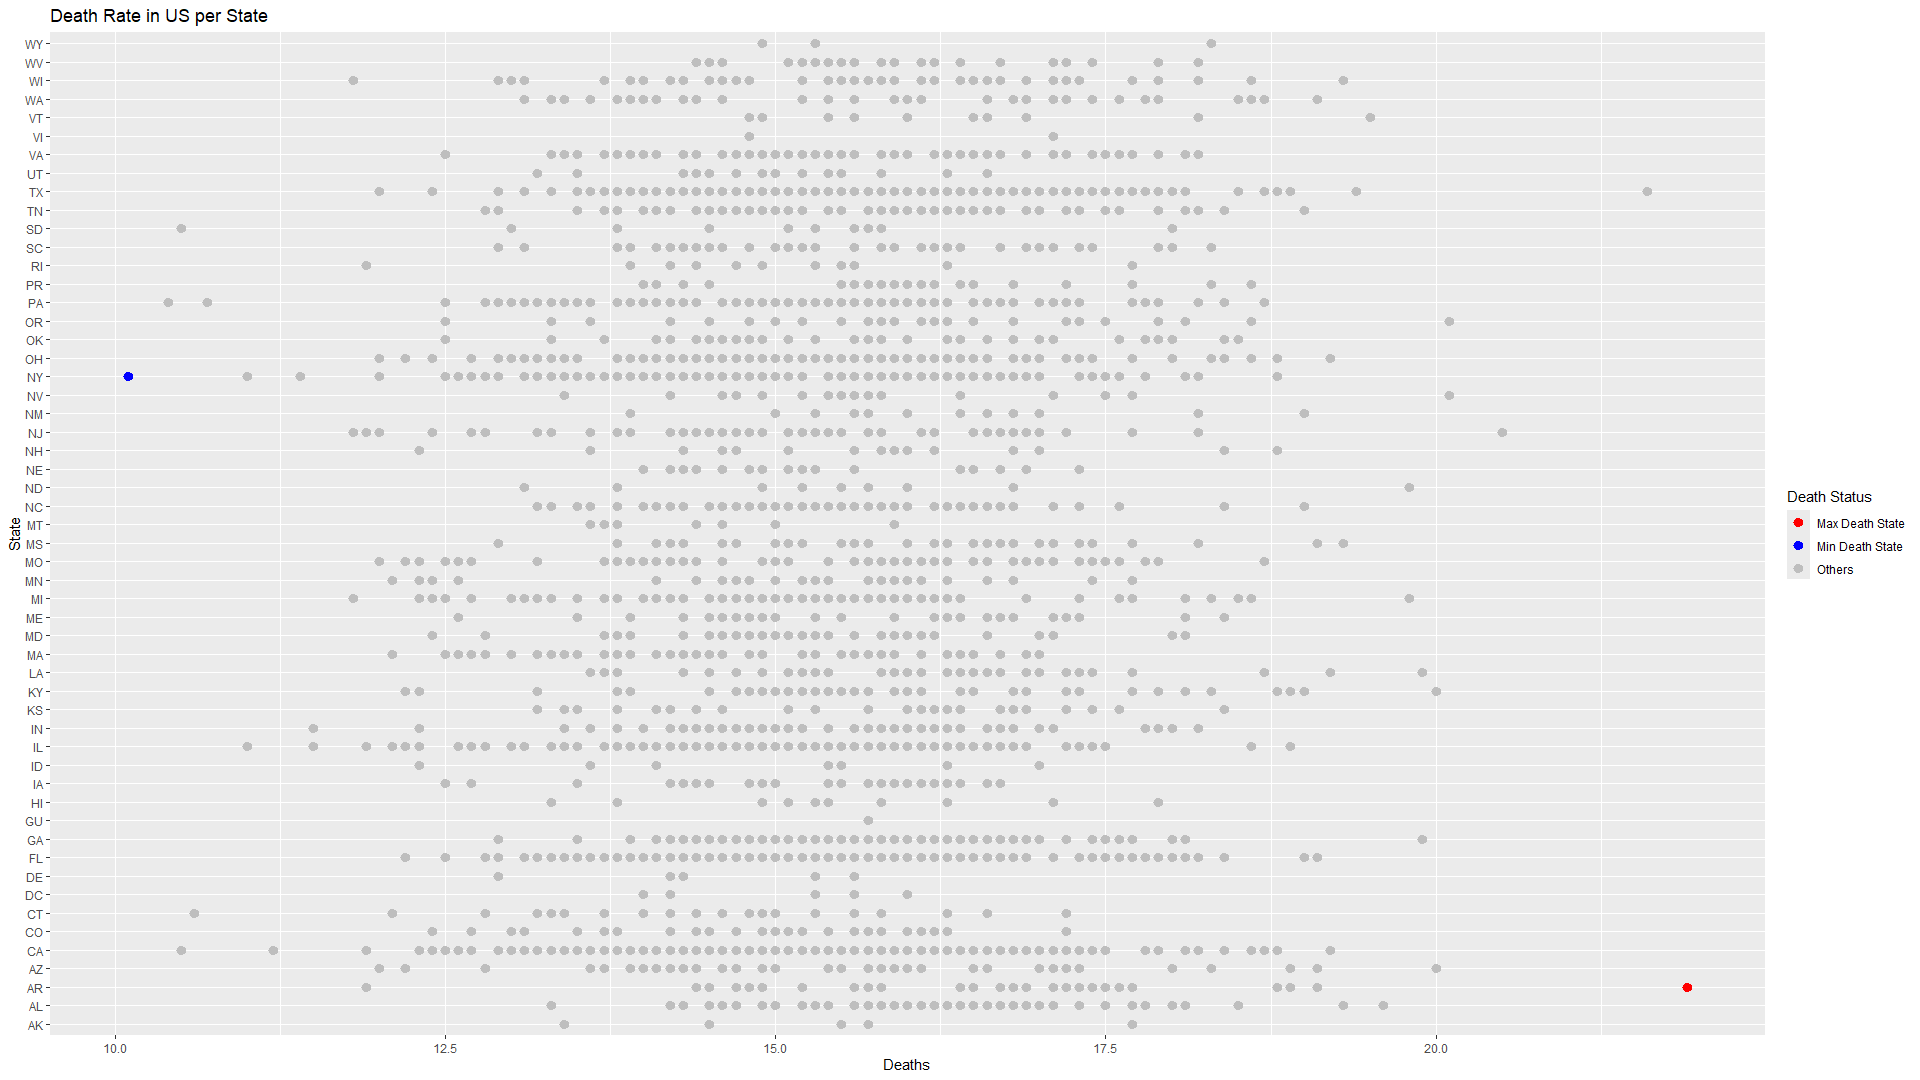 Death Rate in US per State
WY
WV
WI
WA
VT
VI
VA
UT
TX
TN
SD
SC
RI
PR
PA
OR
OK
OH
NY
NV
NM
NJ
NH
NE
ND
NC
MT
MS
MO
MN
MI
ME
MD
MA
LA
KY
KS
IN
IL
ID
IA
HI
GU
GA
FL
DE
DC
CT
CO
CA
AZ
AR
AL
AK
State
10.0 12.5 15.0 17.5 20.0
Deaths
Death Status
Max Death State
Min Death State
Others